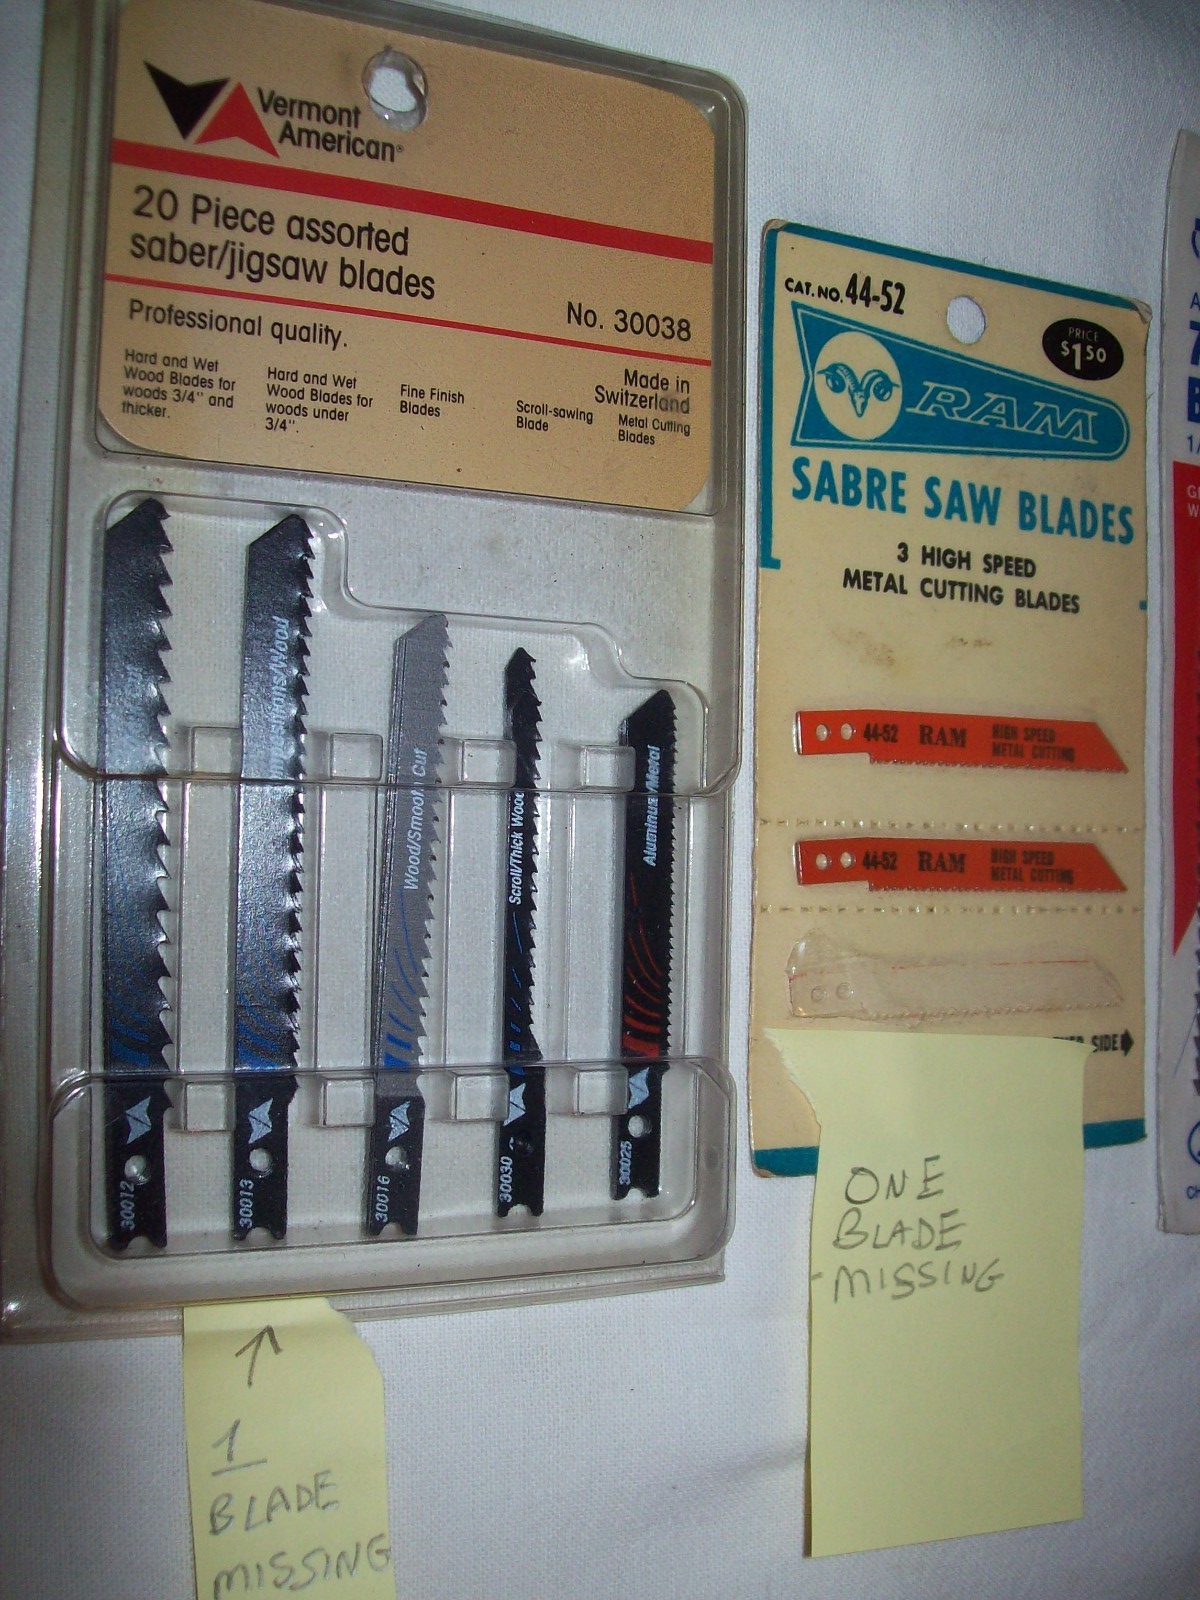 Vermont
American®
20 Piece assorted
saber/jigsaw blades
No. 30038
Professional quality.
Made in
Switzerland
Hard and Wet
Wood Blades for
woods 3/4" and
thicker.
Hard and Wet
Wood Blades for
woods under
3/4".
Fine Finish
Blades
Scroll-sawing
Blade
Metal Cutting
Blades
Wood/Smooth Cut
Scroll/Thick Wood
Aluminum/Metal
VA
30012
VA
30013
VA
30016
VA
30030
VA
30025
↑
1
BLADE
MISSING
CAT. NO. 44-52
PRICE
$1.50
RAM
SABRE SAW BLADES
3 HIGH SPEED
METAL CUTTING BLADES
44-52 RAM HIGH SPEED
METAL CUTTING
44-52 RAM HIGH SPEED
METAL CUTTING
SIDE
ONE
BLADE
MISSING